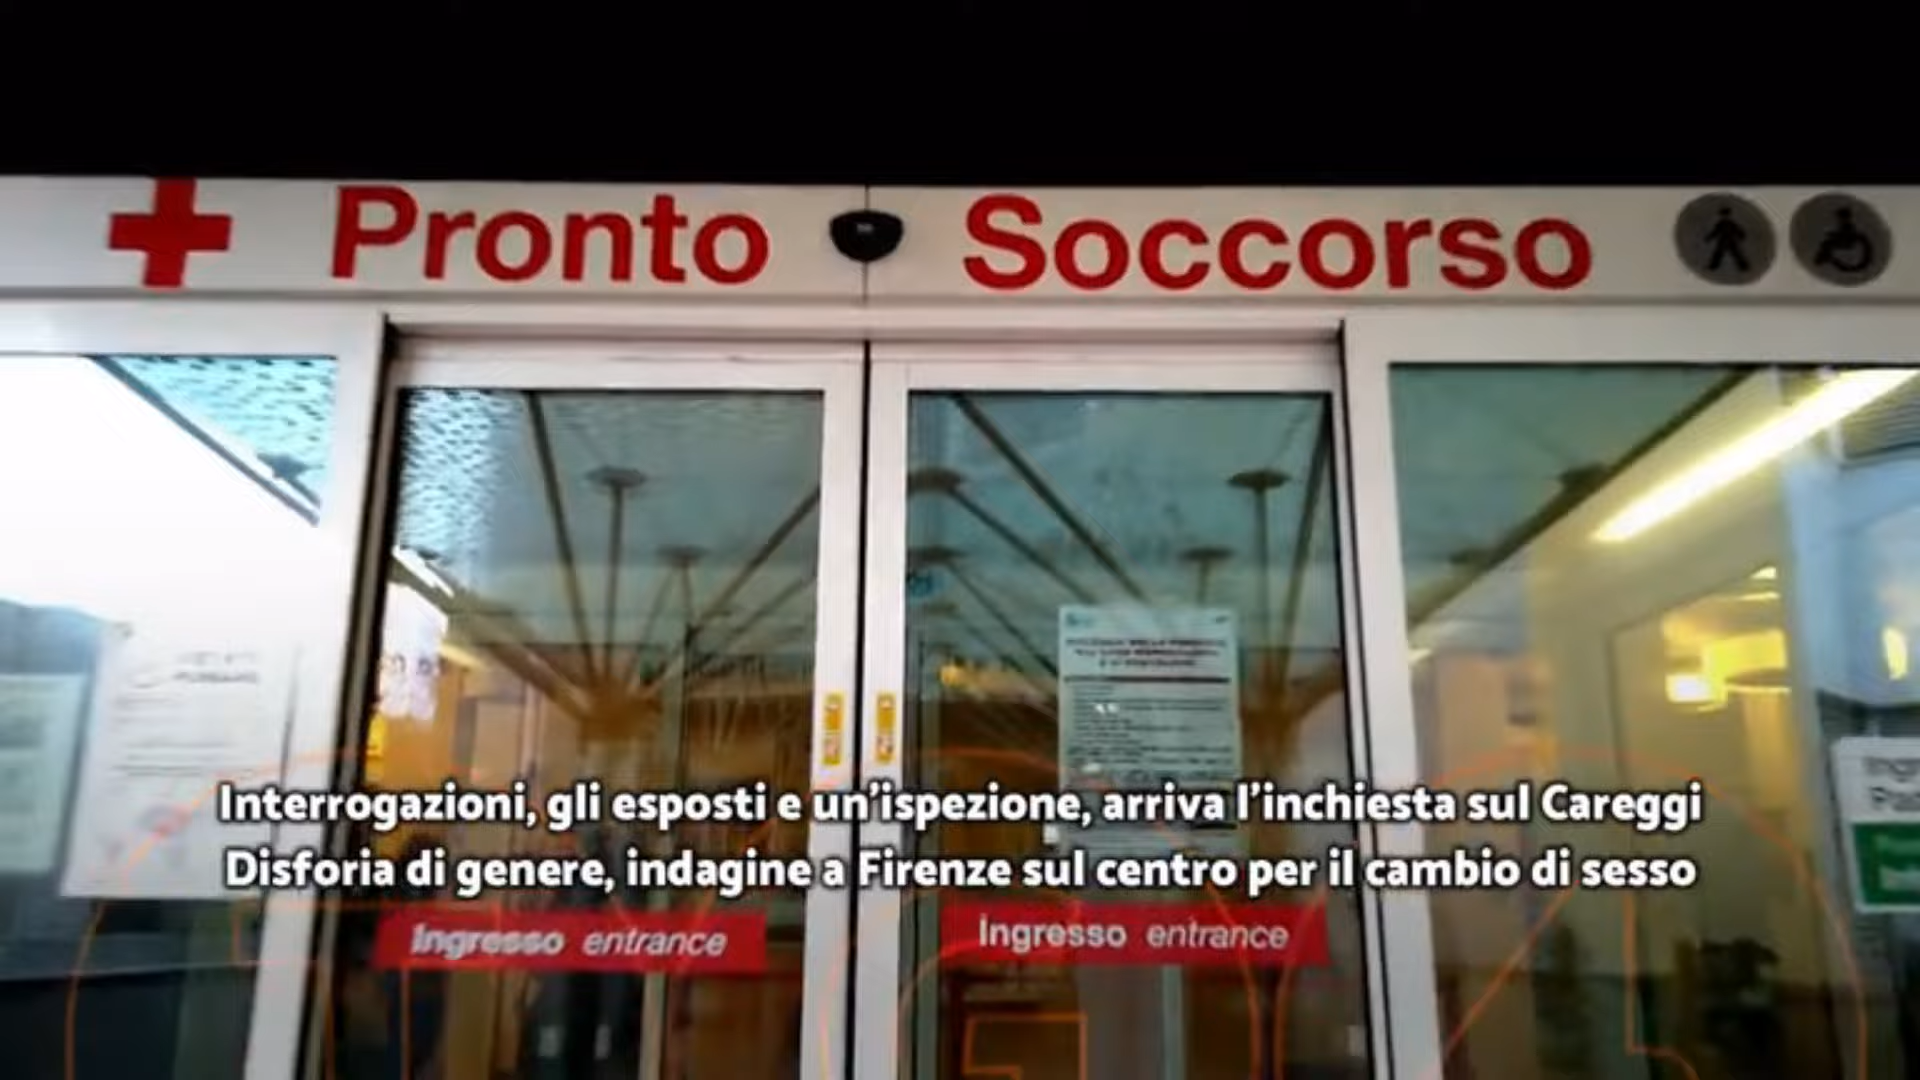 Pronto Soccorso
Interrogazioni, gli esposti e un'ispezione, arriva l'inchiesta sul Careggi
Disforia di genere, indagine a Firenze sul centro per il cambio di sesso
Ingresso entrance
Ingresso entrance